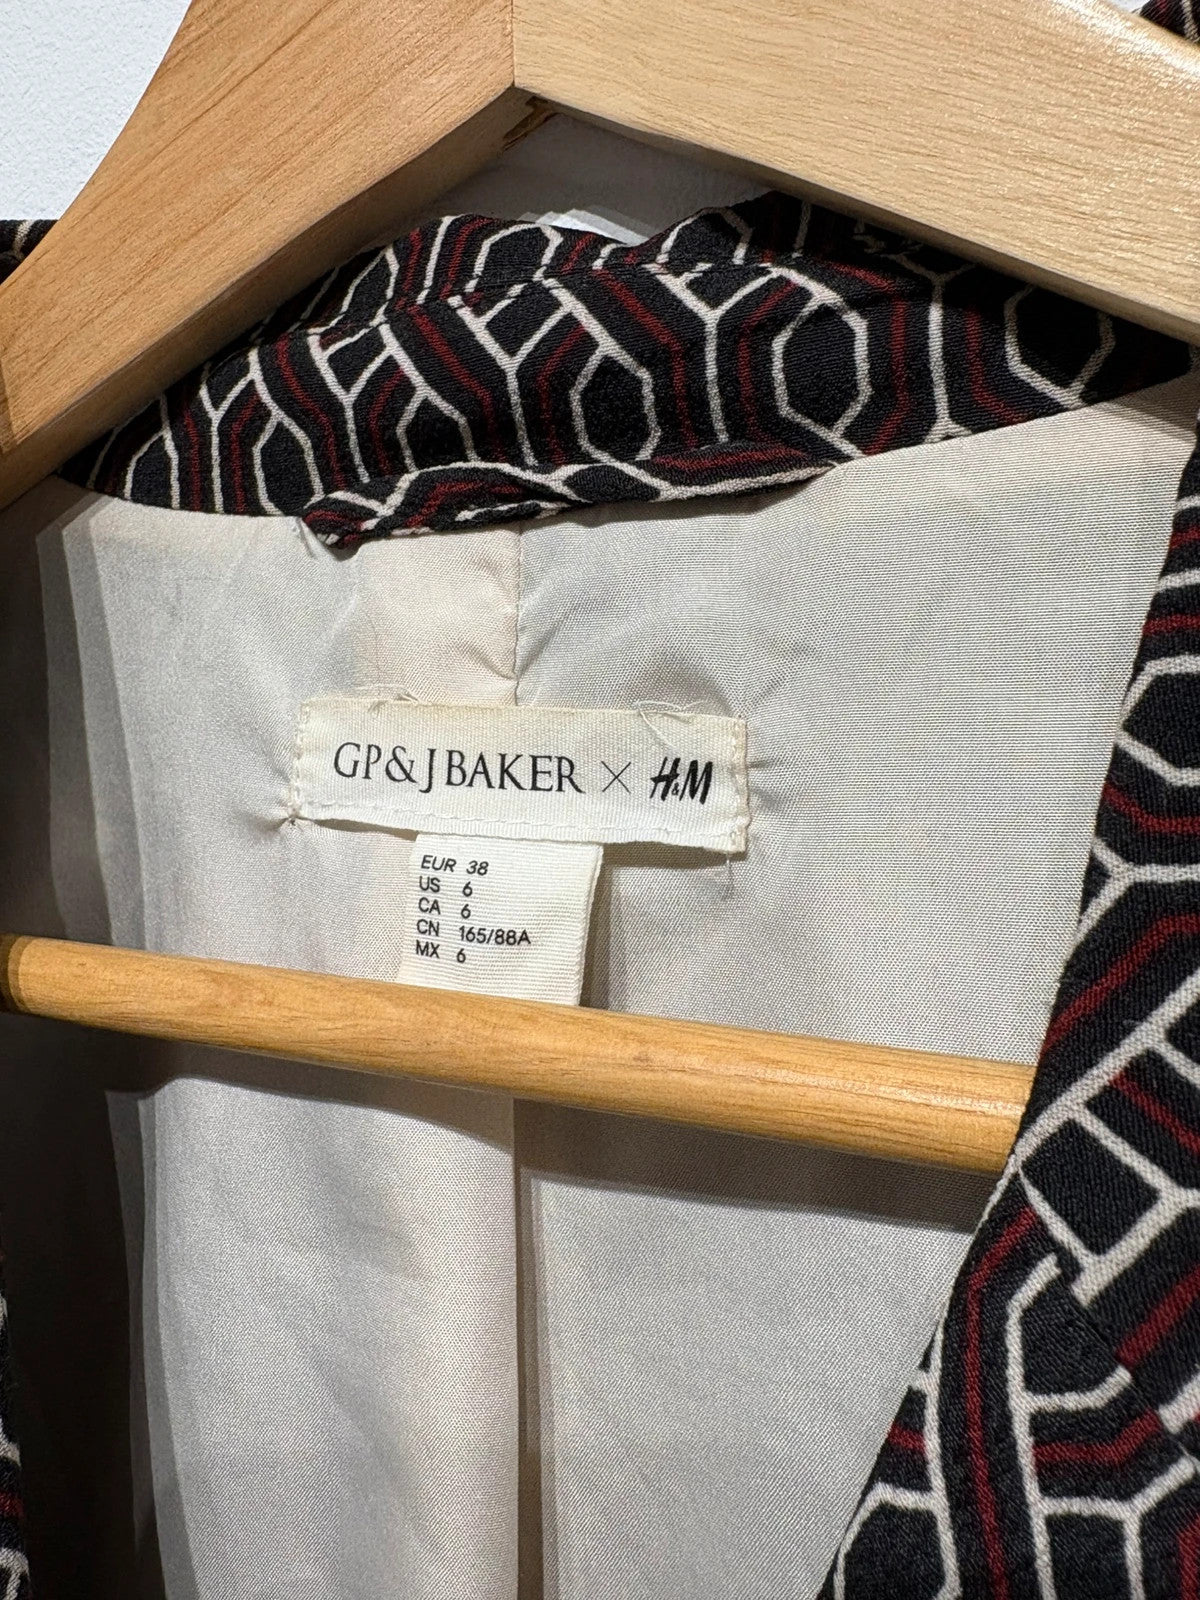 GP&J BAKER × H&M
EUR 38
US 6
CA 6
CN 165/88A
MX 6